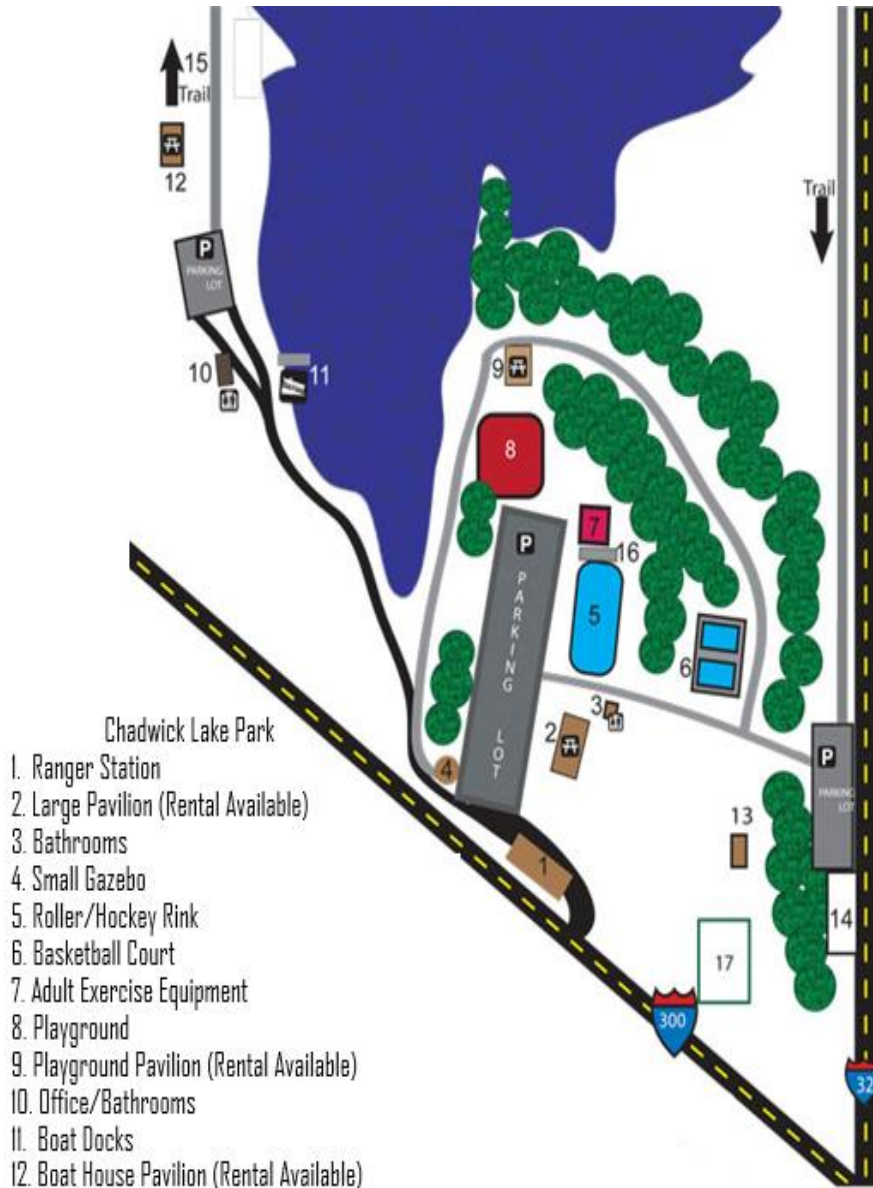 15
Trail
12
Trail
P
PARKING
LOT
10
11
9
8
7
16
P
PARKING LOT
5
6
3
2
4
1
P
PARKING
LOT
13
14
17
300
32
Chadwick Lake Park
1. Ranger Station
2. Large Pavilion (Rental Available)
3. Bathrooms
4. Small Gazebo
5. Roller/Hockey Rink
6. Basketball Court
7. Adult Exercise Equipment
8. Playground
9. Playground Pavilion (Rental Available)
10. Office/Bathrooms
11. Boat Docks
12. Boat House Pavilion (Rental Available)